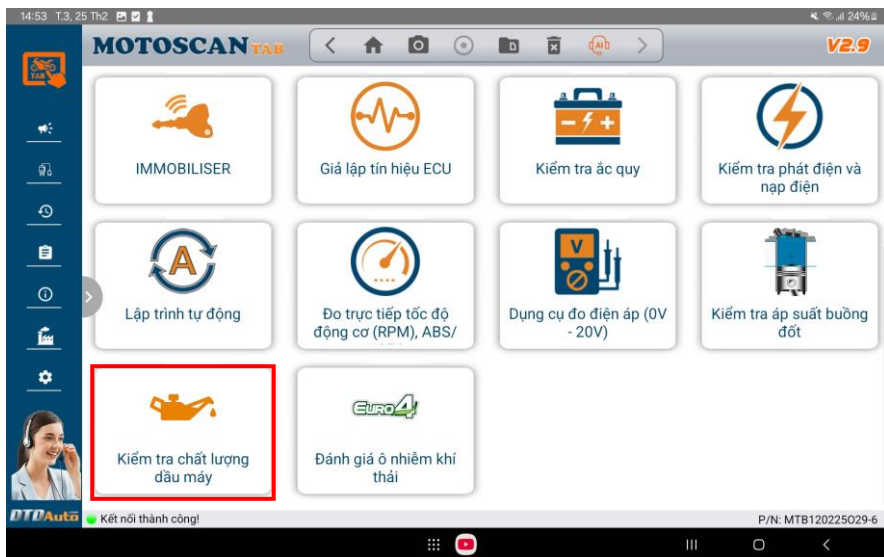 14:53 T.3, 25 Th2
24%
MOTOSCAN TAB
V2.9
TAB
IMMOBILISER
Giả lập tín hiệu ECU
Kiểm tra ắc quy
Kiểm tra phát điện và
nạp điện
A
Lập trình tự động
Đo trực tiếp tốc độ
động cơ (RPM), ABS/
V
Dụng cụ đo điện áp (0V
- 20V)
Kiểm tra áp suất buồng
đốt
Kiểm tra chất lượng
dầu máy
EURO4
Đánh giá ô nhiễm khí
thải
DTDAuto
Kết nối thành công!
P/N: MTB120225O29-6